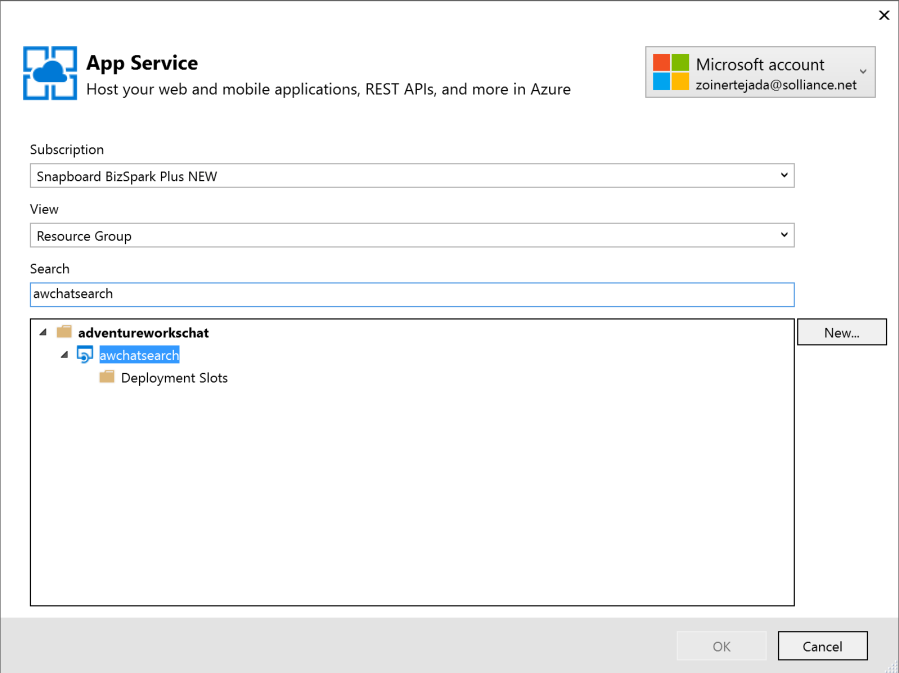 App Service
Host your web and mobile applications, REST APIs, and more in Azure
Microsoft account
zoinertejada@solliance.net
Subscription
Snapboard BizSpark Plus NEW
View
Resource Group
Search
awchatsearch
adventureworkschat
New...
awchatsearch
Deployment Slots
OK
Cancel